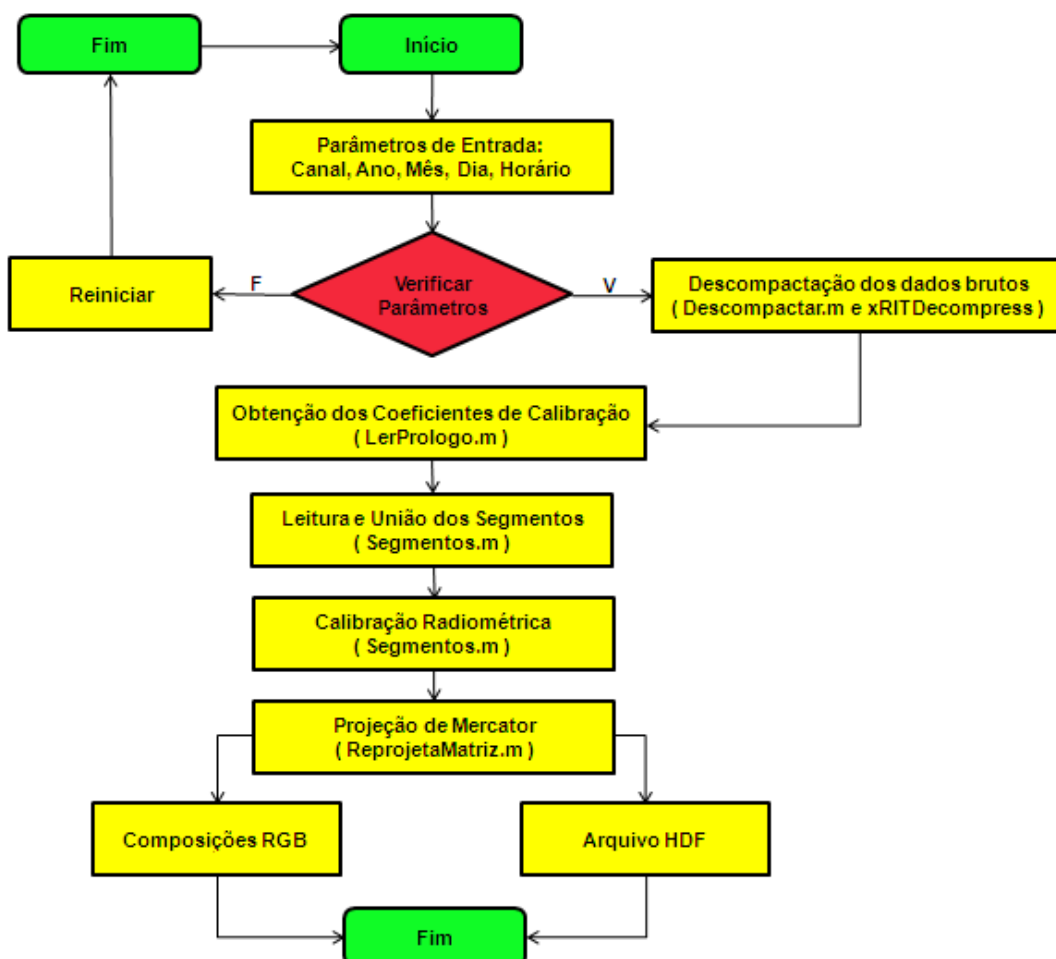 Fim
Início
Parâmetros de Entrada:
Canal, Ano, Mês, Dia, Horário
Reiniciar
F
Verificar
Parâmetros
V
Descompactação dos dados brutos
( Descompactar.m e xRITDecompress )
Obtenção dos Coeficientes de Calibração
( LerPrologo.m )
Leitura e União dos Segmentos
( Segmentos.m )
Calibração Radiométrica
( Segmentos.m )
Projeção de Mercator
( ReprojetaMatriz.m )
Composições RGB
Arquivo HDF
Fim